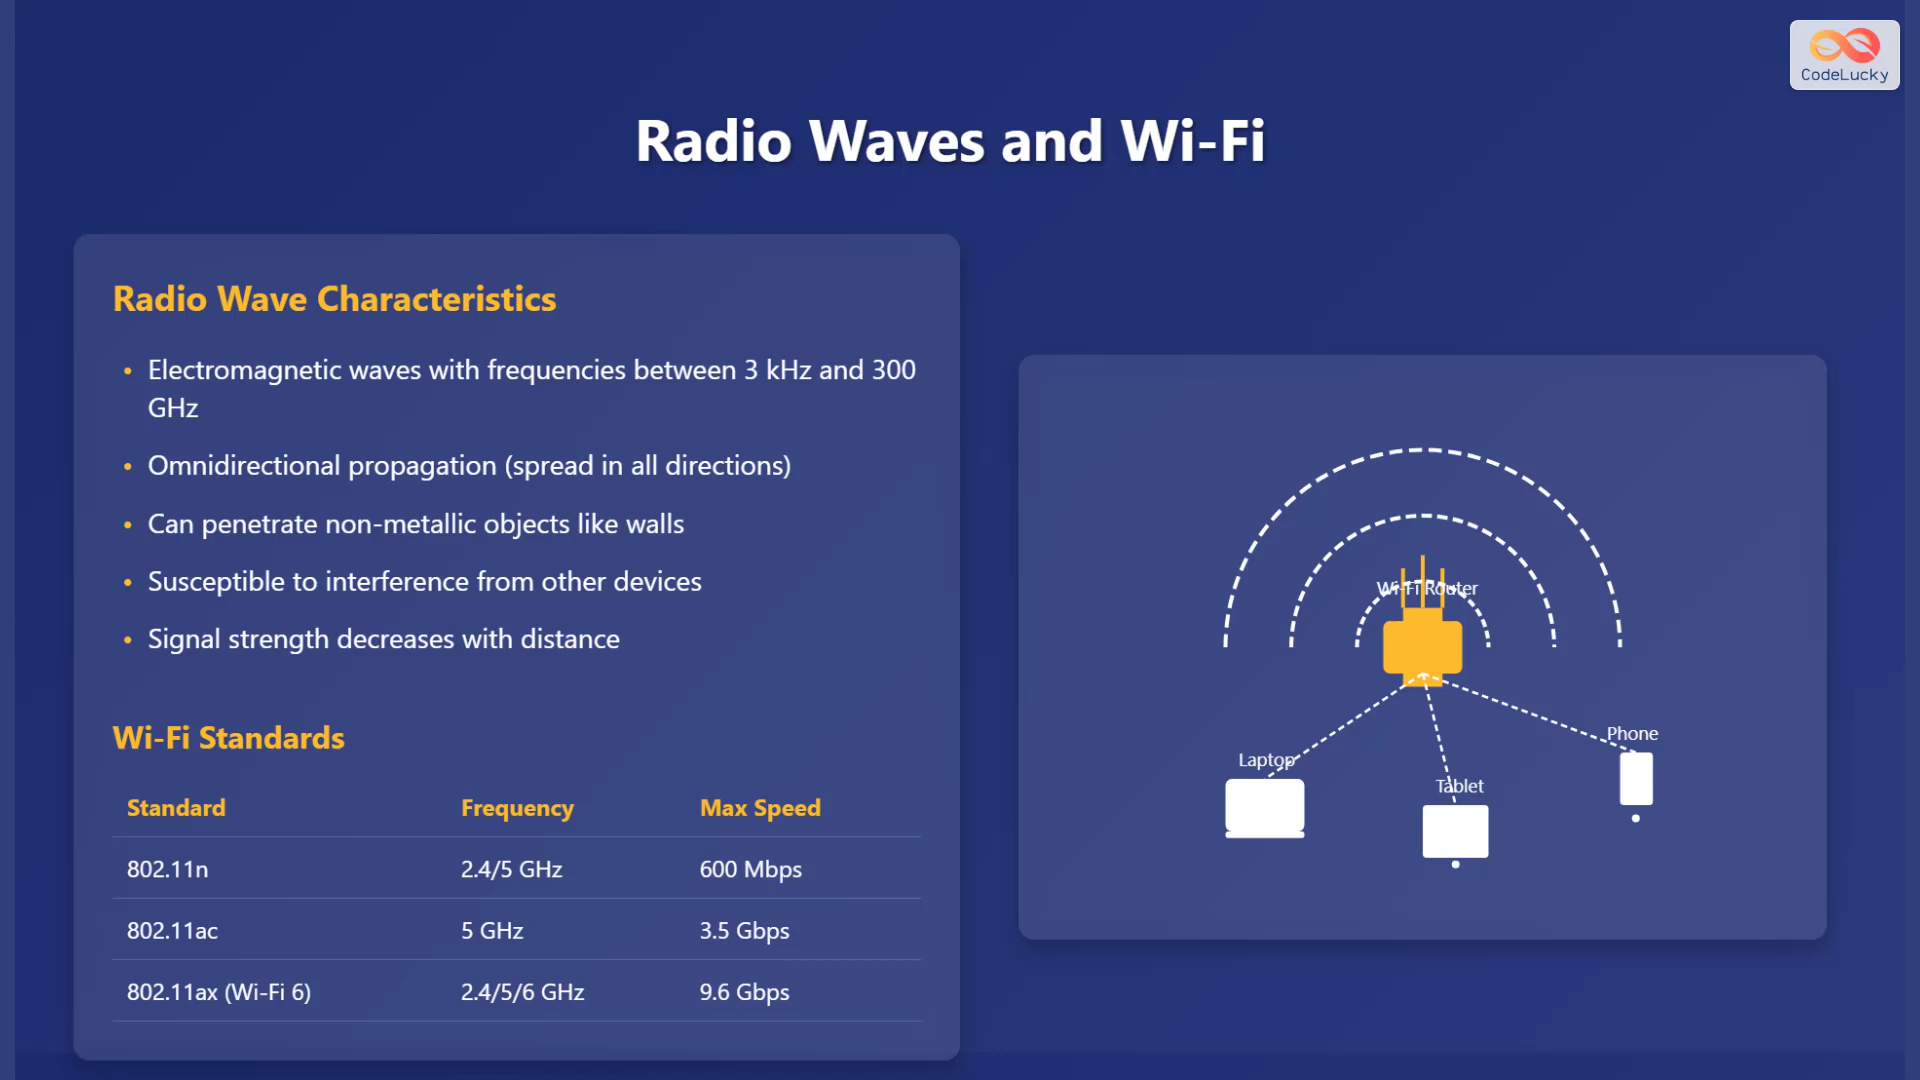 CodeLucky
Radio Waves and Wi-Fi
Radio Wave Characteristics
• Electromagnetic waves with frequencies between 3 kHz and 300
GHz
• Omnidirectional propagation (spread in all directions)
• Can penetrate non-metallic objects like walls
• Susceptible to interference from other devices
• Signal strength decreases with distance
Wi-Fi Standards
Standard Frequency Max Speed
802.11n 2.4/5 GHz 600 Mbps
802.11ac 5 GHz 3.5 Gbps
802.11ax (Wi-Fi 6) 2.4/5/6 GHz 9.6 Gbps
Wi-Fi Router
Phone
Laptop
Tablet